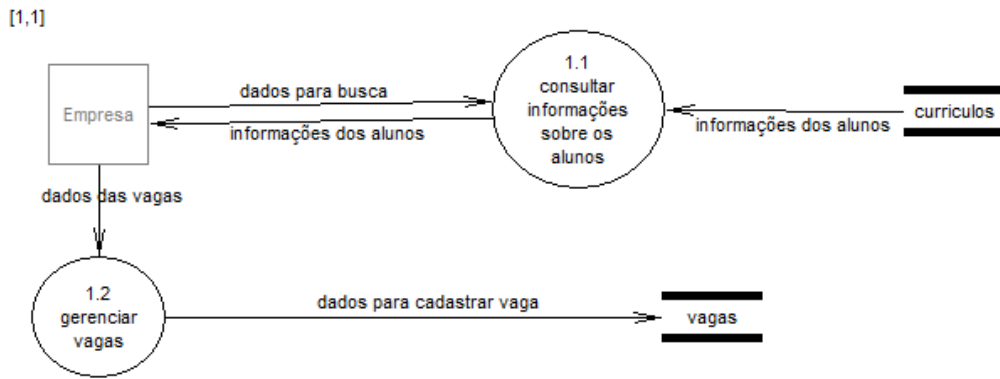 [1,1]
1.1
consultar
informações
sobre os
alunos
dados para busca
Empresa
curriculos
informações dos alunos
informações dos alunos
dados das vagas
1.2
gerenciar
vagas
dados para cadastrar vaga
vagas